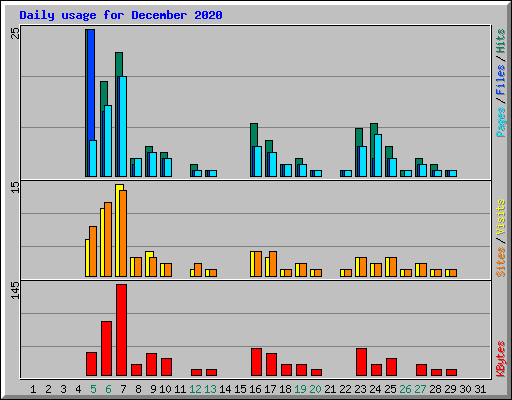 Daily usage for December 2020
25
15
145
Pages / Files / Hits
Sites / Visits
KBytes
1 2 3 4 5 6 7 8 9 10 11 12 13 14 15 16 17 18 19 20 21 22 23 24 25 26 27 28 29 30 31